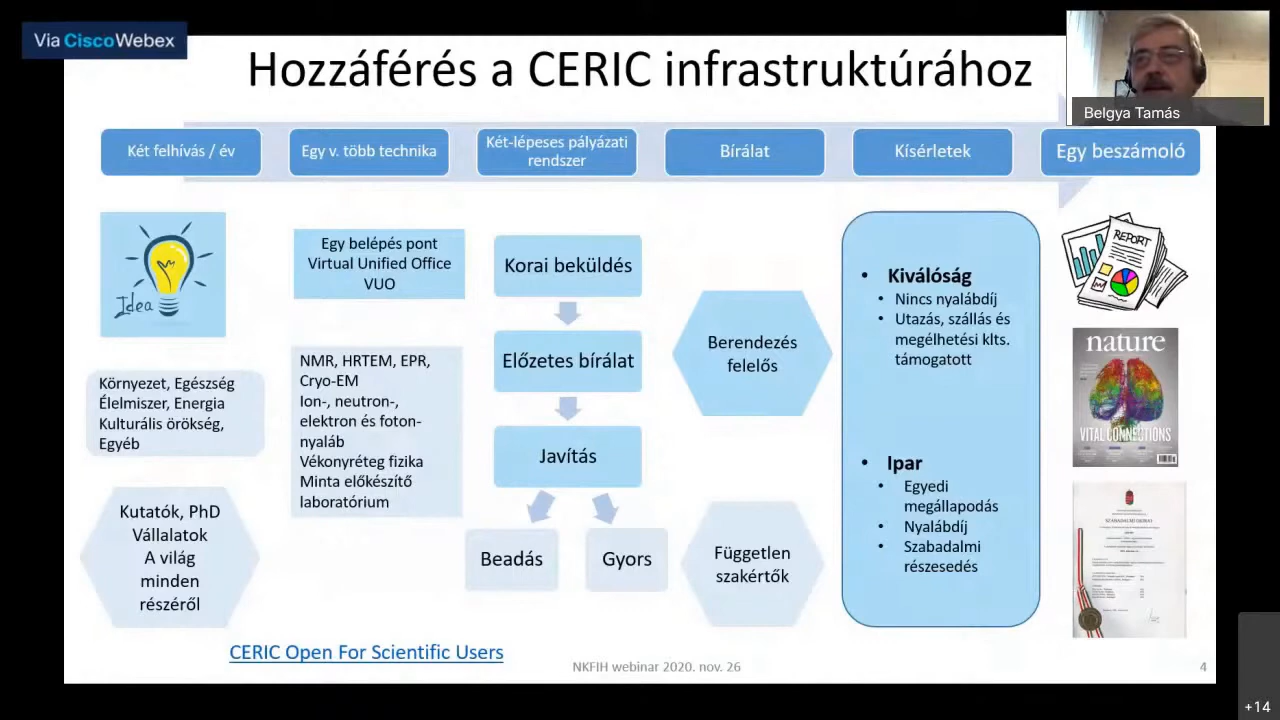 Via Cisco Webex
Hozzáférés a CERIC infrastruktúrához
Belgya Tamás
Két felhívás / év
Egy v. több technika
Két-lépeses pályázati
rendszer
Bírálat
Kísérletek
Egy beszámoló
Idea
Környezet, Egészség
Élelmiszer, Energia
Kulturális örökség,
Egyéb
Kutatók, PhD
Vállalatok
A világ
minden
részéről
Egy belépés pont
Virtual Unified Office
VUO
NMR, HRTEM, EPR,
Cryo-EM
Ion-, neutron-,
elektron és foton-
nyaláb
Vékonyréteg fizika
Minta előkészítő
laboratórium
Korai beküldés
Előzetes bírálat
Javítás
Beadás
Gyors
Berendezés
felelős
Független
szakértők
• Kiválóság
• Nincs nyalábdíj
• Utazás, szállás és
megélhetési klts.
támogatott
• Ipar
• Egyedi
megállapodás
• Nyalábdíj
• Szabadalmi
részesedés
REPORT
nature
VITAL CONNECTIONS
CERIC Open For Scientific Users
NKFIH webinar 2020. nov. 26
4
+14